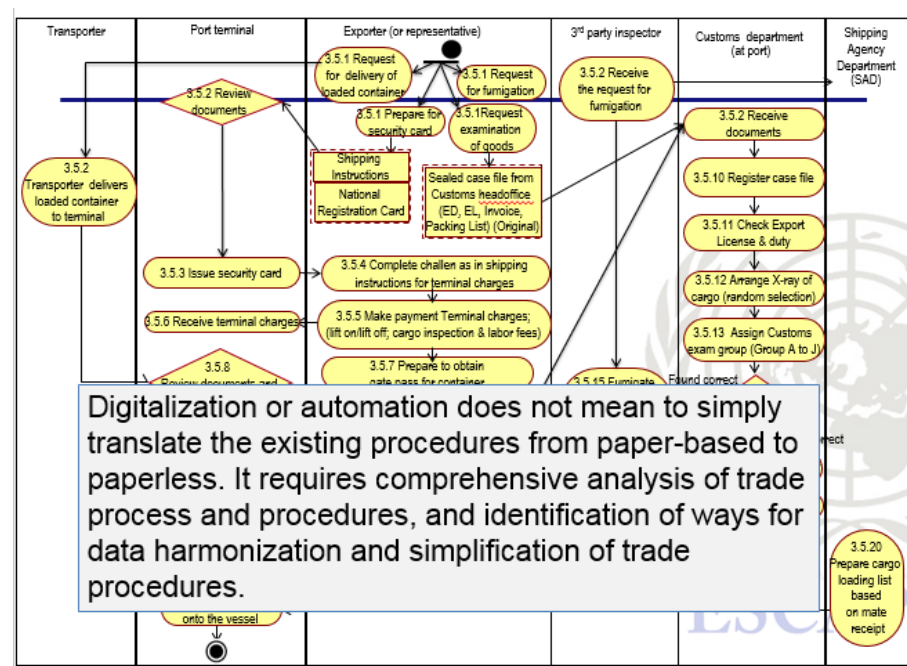 Transporter
Port terminal
Exporter (or representative)
3rd party inspector
Customs department
(at port)
Shipping
Agency
Department
(SAD)
3.5.1 Request
for delivery of
loaded container
3.5.1 Request
for fumigation
3.5.2 Receive
the request for
fumigation
3.5.2 Review
documents
3.5.1 Prepare for
security card
3.5.1Request
examination
of goods
3.5.2 Receive
documents
Shipping
Instructions
National
Registration Card
Sealed case file from
Customs headoffice
(ED, EL, Invoice,
Packing List) (Original)
3.5.2
Transporter delivers
loaded container
to terminal
3.5.10 Register case file
3.5.11 Check Export
License & duty
3.5.3 Issue security card
3.5.4 Complete challen as in shipping
instructions for terminal charges
3.5.12 Arrange X-ray of
cargo (random selection)
3.5.6 Receive terminal charges
3.5.5 Make payment Terminal charges;
(lift on/lift off; cargo inspection & labor fees)
3.5.13 Assign Customs
exam group (Group A to J)
3.5.8
Review documents and
3.5.7 Prepare to obtain
gate pass for container
3.5.15 Fumigate
Found correct
Digitalization or automation does not mean to simply
translate the existing procedures from paper-based to
paperless. It requires comprehensive analysis of trade
process and procedures, and identification of ways for
data harmonization and simplification of trade
procedures.
3.5.20
Prepare cargo
loading list
based
on mate
receipt
onto the vessel